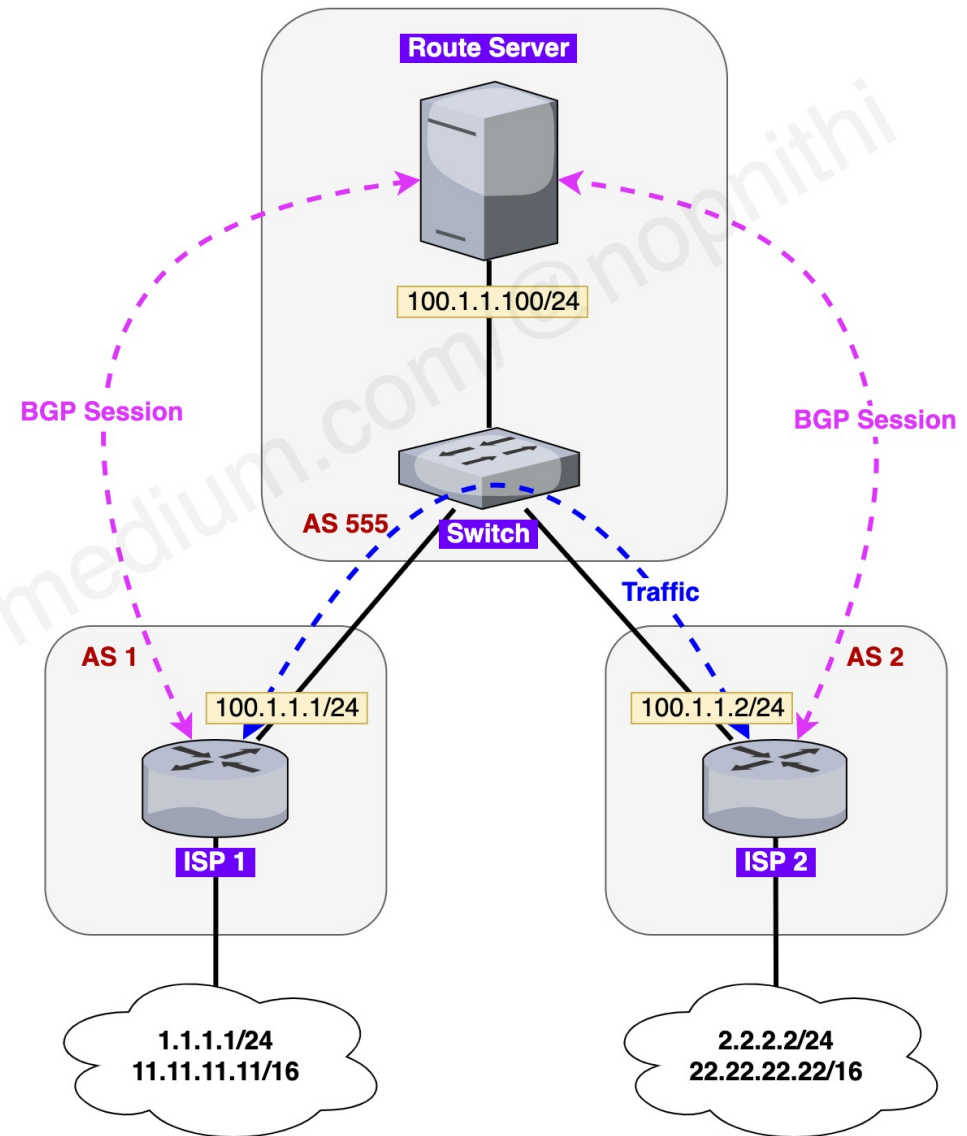 Route Server
100.1.1.100/24
BGP Session
BGP Session
medium.com/@nopnithi
AS 555
Switch
Traffic
AS 1
AS 2
100.1.1.1/24
100.1.1.2/24
ISP 1
ISP 2
1.1.1.1/24
11.11.11.11/16
2.2.2.2/24
22.22.22.22/16